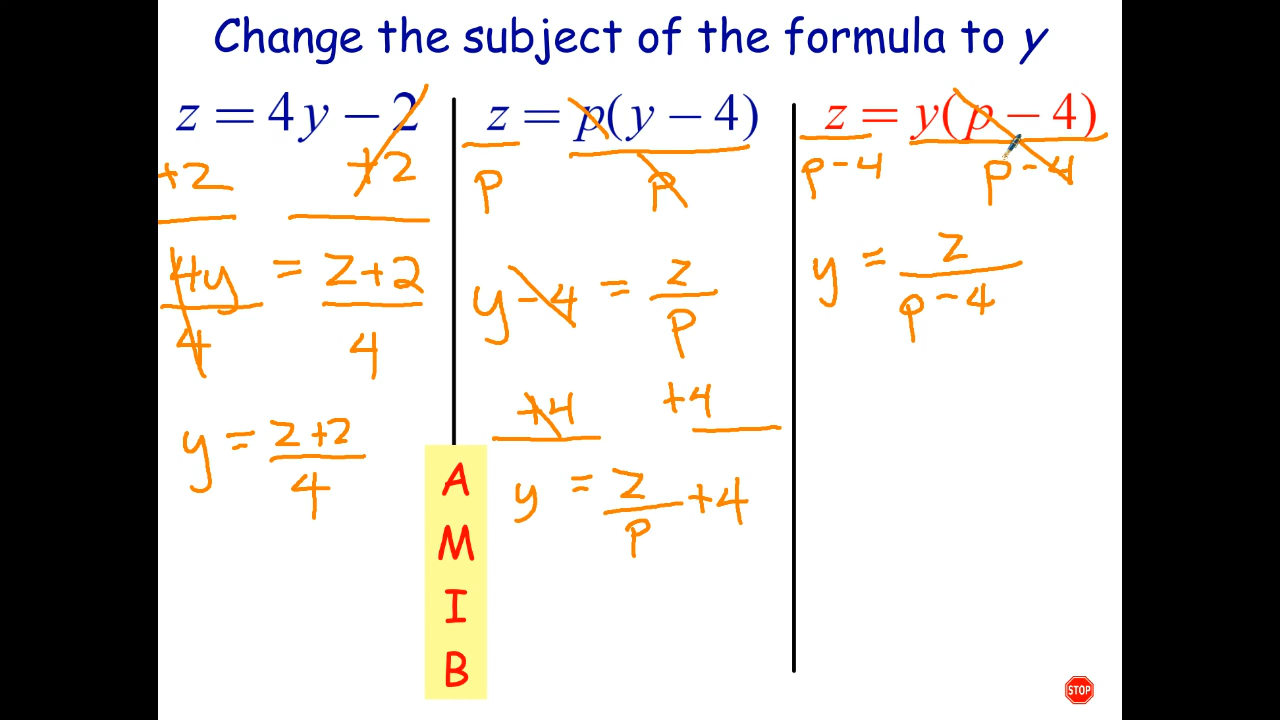 Change the subject of the formula to y
z = 4y − 2
+2 +2
4y = z+2
4 4
y = z+2
4
z = p(y − 4)
p p
y − 4 = z
p
+4 +4
y = z + 4
p
z = y(p − 4)
p − 4 p − 4
y = z
p − 4
A
M
I
B
STOP